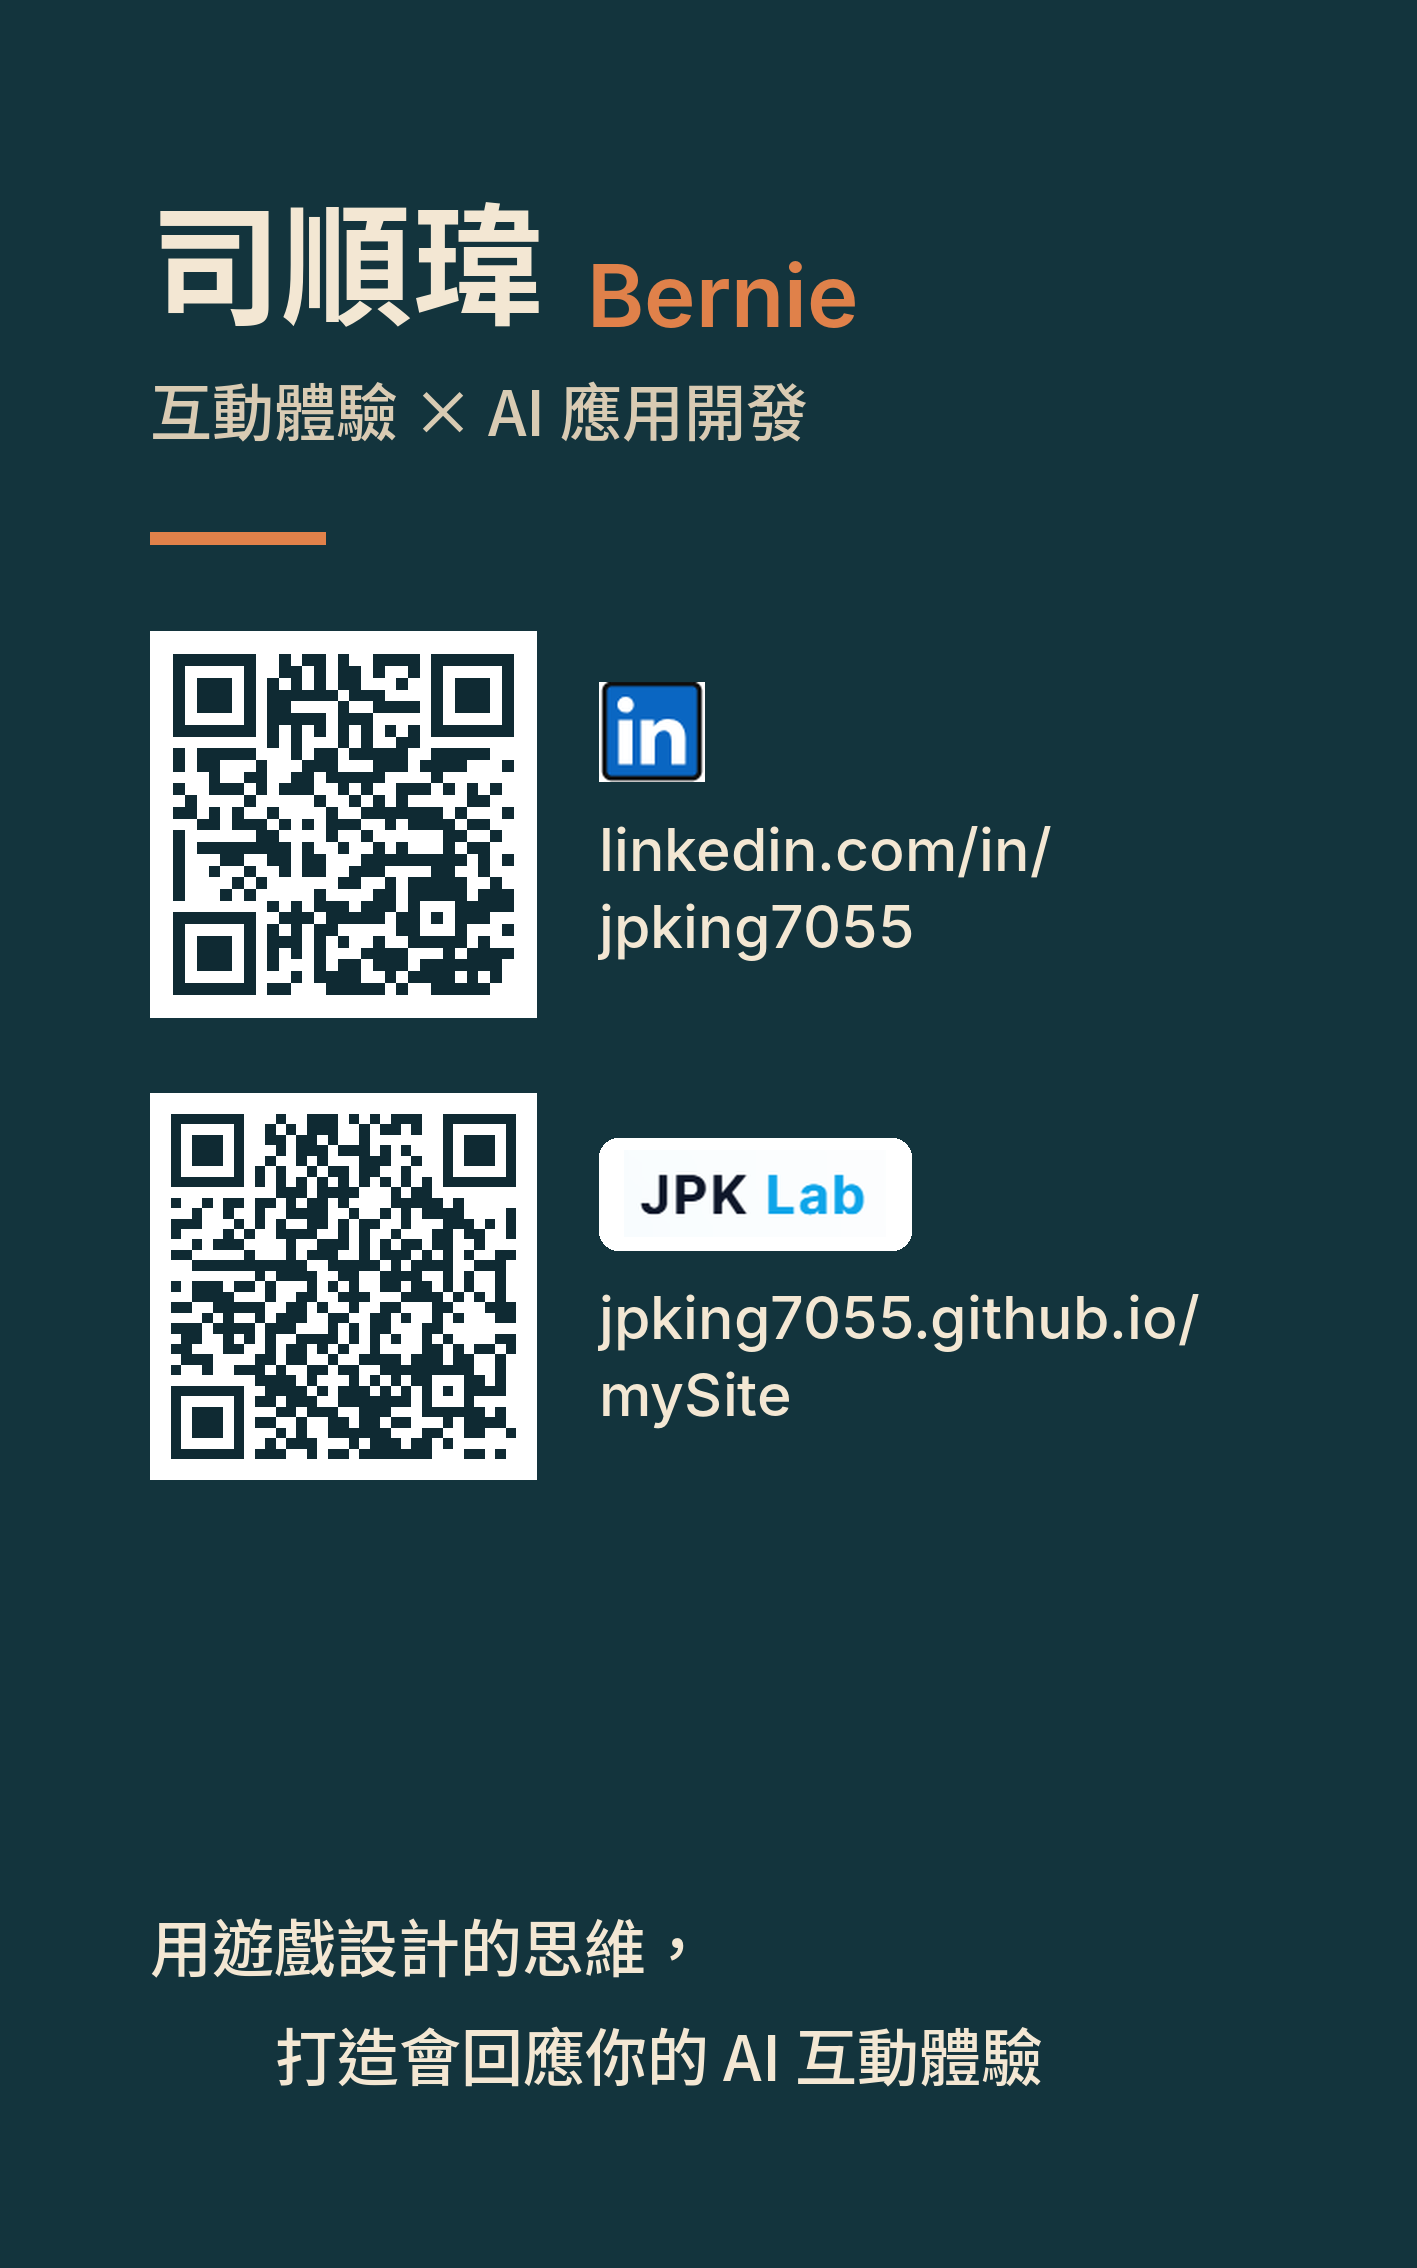 司順瑋 Bernie
互動體驗 × AI 應用開發
in
linkedin.com/in/
jpking7055
JPK Lab
jpking7055.github.io/
mySite
用遊戲設計的思維，
打造會回應你的 AI 互動體驗